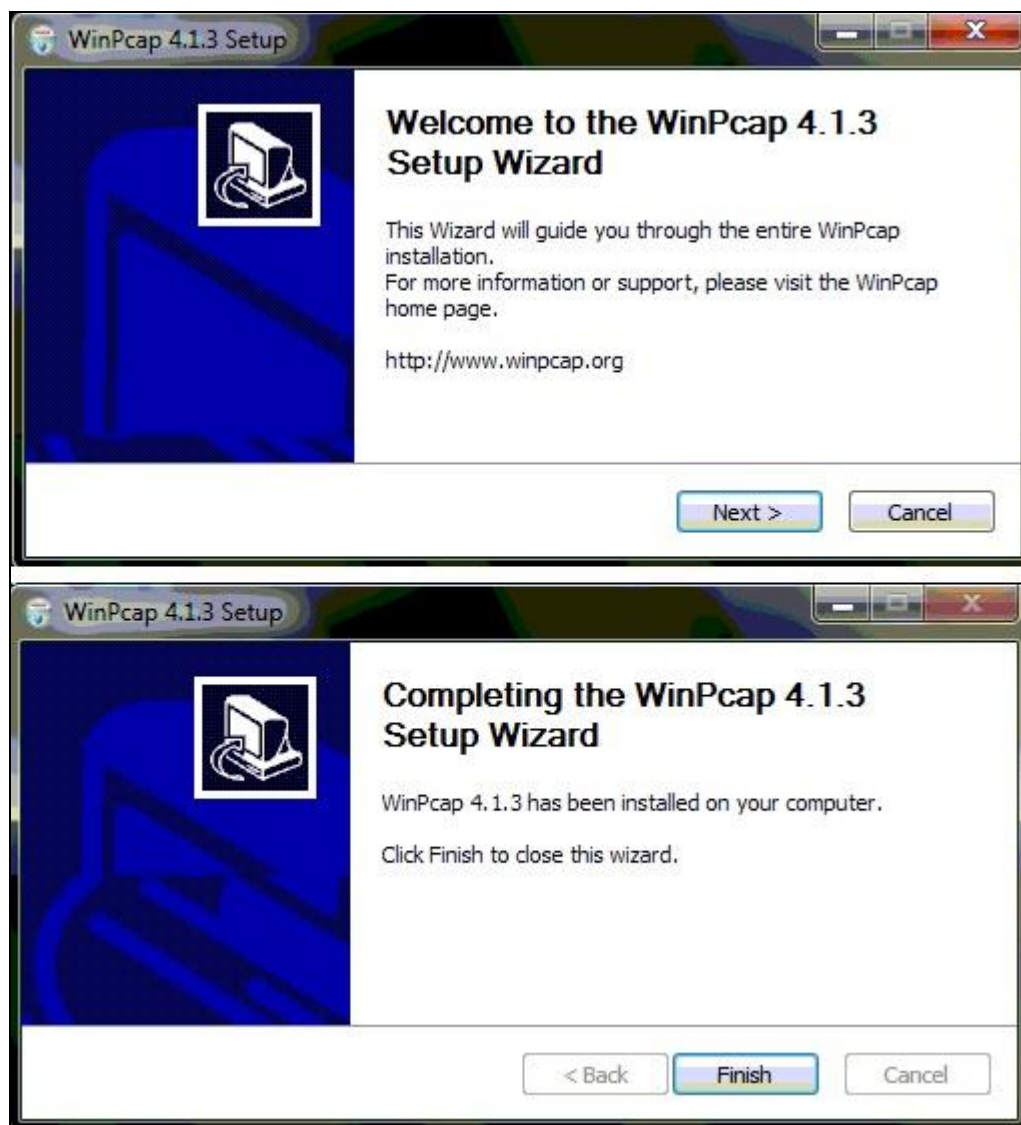 WinPcap 4.1.3 Setup
Welcome to the WinPcap 4.1.3
Setup Wizard
This Wizard will guide you through the entire WinPcap
installation.
For more information or support, please visit the WinPcap
home page.
http://www.winpcap.org
Next >
Cancel
WinPcap 4.1.3 Setup
Completing the WinPcap 4.1.3
Setup Wizard
WinPcap 4.1.3 has been installed on your computer.
Click Finish to close this wizard.
< Back
Finish
Cancel